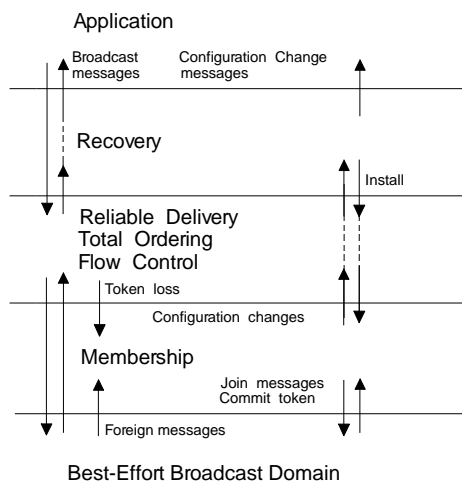 Application
Broadcast messages
Configuration Change messages
Recovery
Install
Reliable Delivery
Total Ordering
Flow Control
Token loss
Configuration changes
Membership
Join messages
Commit token
Foreign messages
Best-Effort Broadcast Domain